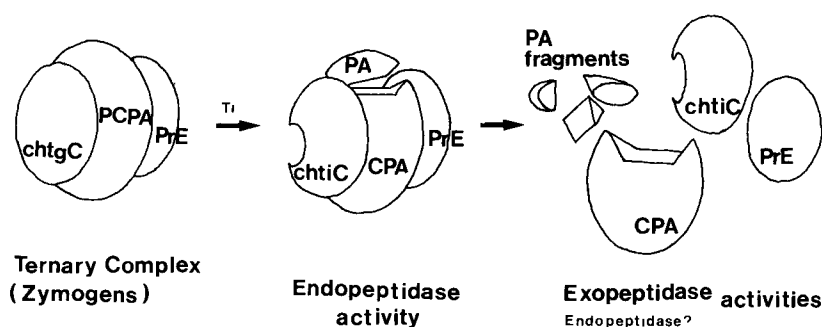 chtgC
PCPA
PrE
Ternary Complex
(Zymogens)
Ti
PA
chtiC
CPA
PrE
Endopeptidase
activity
PA
fragments
chtiC
PrE
CPA
Exopeptidase activities
Endopeptidase?